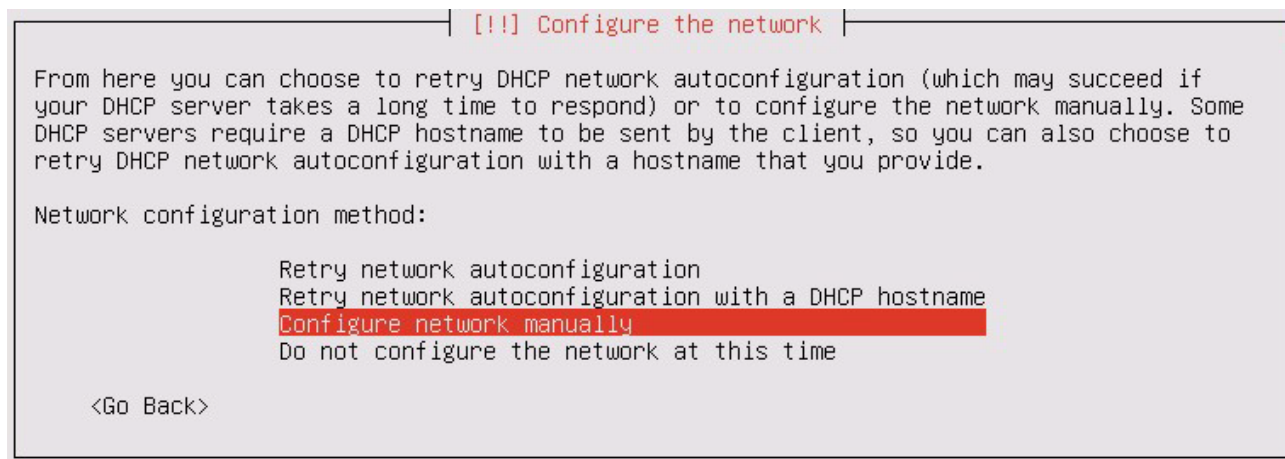 [!!] Configure the network
From here you can choose to retry DHCP network autoconfiguration (which may succeed if
your DHCP server takes a long time to respond) or to configure the network manually. Some
DHCP servers require a DHCP hostname to be sent by the client, so you can also choose to
retry DHCP network autoconfiguration with a hostname that you provide.
Network configuration method:
Retry network autoconfiguration
Retry network autoconfiguration with a DHCP hostname
Configure network manually
Do not configure the network at this time
<Go Back>